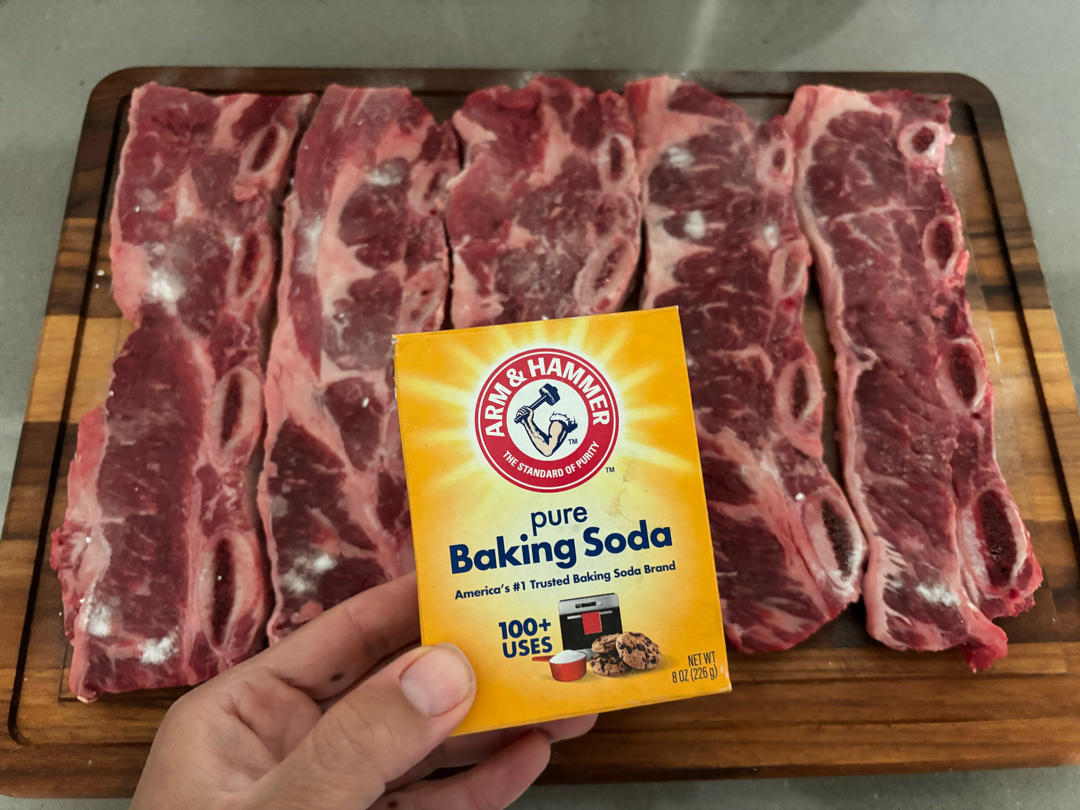 ARM & HAMMER
™
THE STANDARD OF PURITY
™
pure
Baking Soda
America's #1 Trusted Baking Soda Brand
100+
USES
NET WT
8 OZ (226 g)